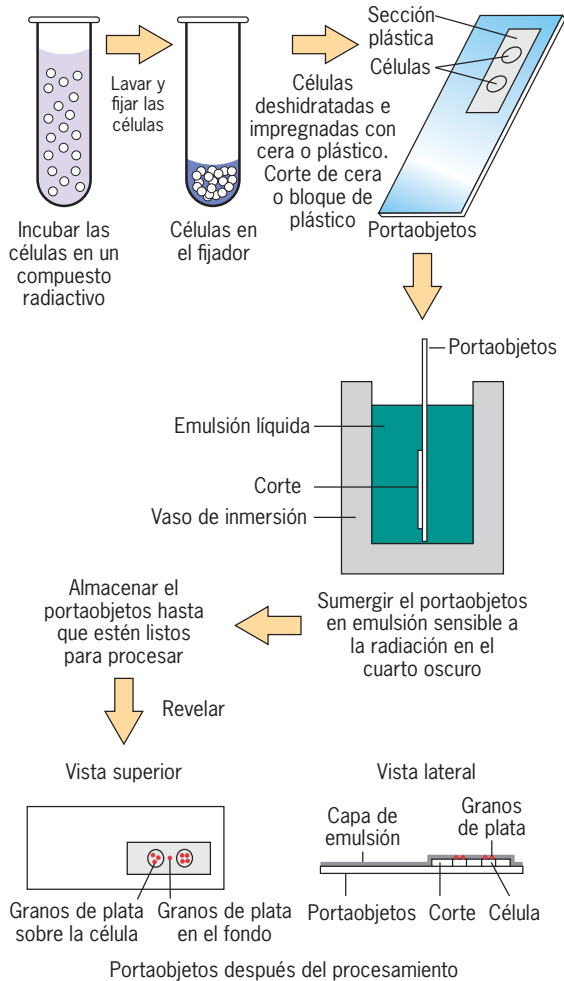 Incubar las
células en un
compuesto
radiactivo
Lavar y
fijar las
células
Células en
el fijador
Células
deshidratadas e
impregnadas con
cera o plástico.
Corte de cera
o bloque de
plástico
Sección
plástica
Células
Portaobjetos
Portaobjetos
Emulsión líquida
Corte
Vaso de inmersión
Sumergir el portaobjetos
en emulsión sensible a
la radiación en el
cuarto oscuro
Almacenar el
portaobjetos hasta
que estén listos
para procesar
Revelar
Vista superior
Granos de plata
sobre la célula
Granos de plata
en el fondo
Vista lateral
Capa de
emulsión
Granos
de plata
Portaobjetos
Corte
Célula
Portaobjetos después del procesamiento